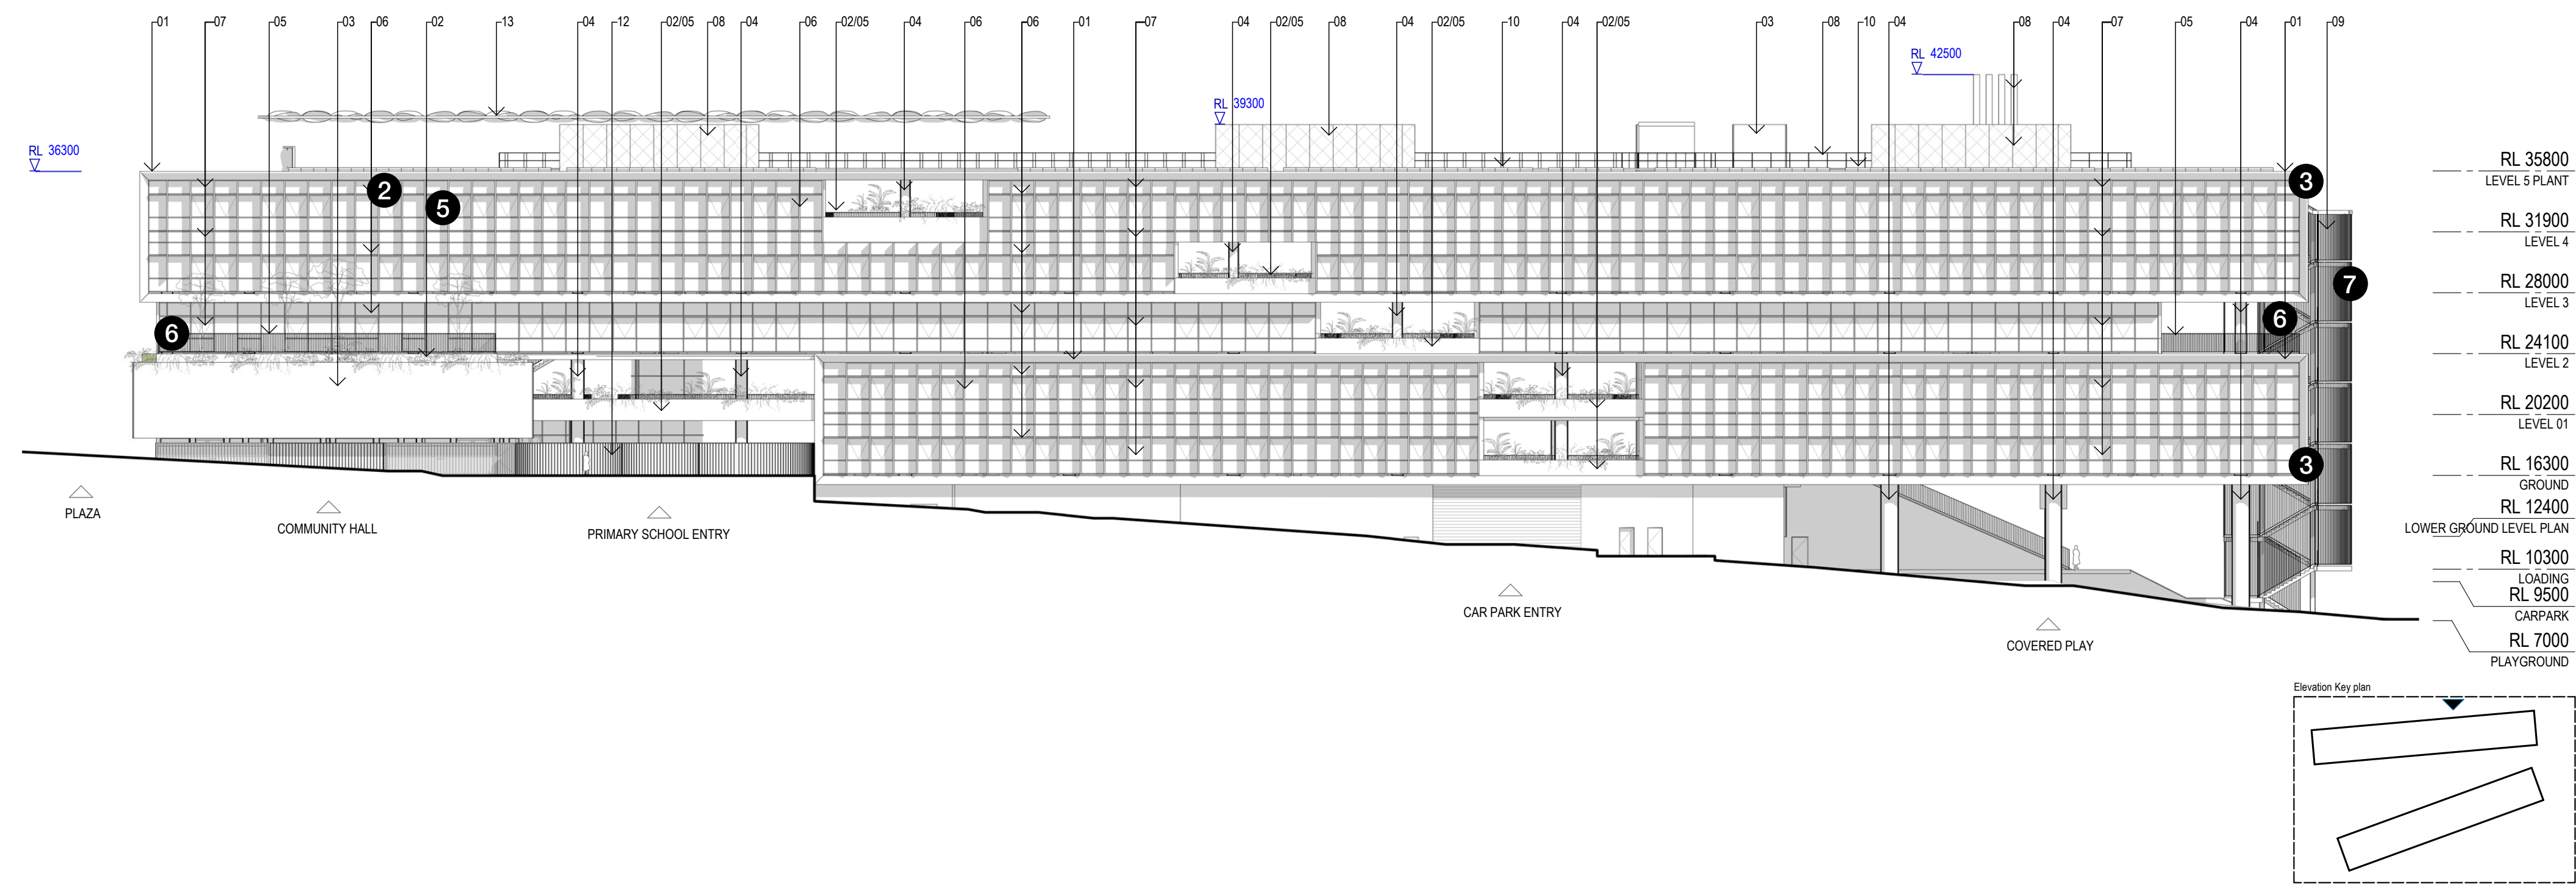 01 07 05 03 06 02 13 04 12 02/05 08 04 06 02/05 04 06 06 01 07 04 02/05 08 04 02/05 10 04 02/05 03 08 10 04 08 04 07 05 04 01 09
RL 42500
RL 39300
RL 36300
RL 35800
LEVEL 5 PLANT
2
3
5
RL 31900
LEVEL 4
RL 28000
LEVEL 3
7
6
6
RL 24100
LEVEL 2
RL 20200
LEVEL 01
RL 16300
3
GROUND
RL 12400
LOWER GROUND LEVEL PLAN
PLAZA
COMMUNITY HALL
PRIMARY SCHOOL ENTRY
RL 10300
LOADING
RL 9500
CAR PARK ENTRY
CARPARK
RL 7000
COVERED PLAY
PLAYGROUND
Elevation Key plan